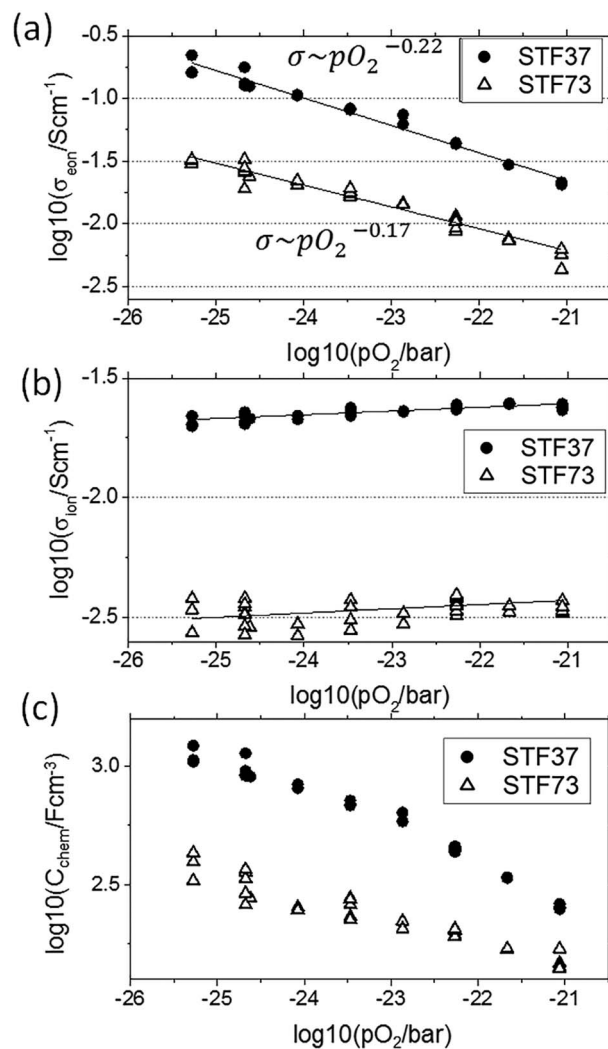 (a)
-0.5
-1.0
-1.5
-2.0
-2.5
log10(σeon/Scm⁻¹)
σ~pO₂⁻⁰·²²
STF37
STF73
σ~pO₂⁻⁰·¹⁷
-26 -25 -24 -23 -22 -21
log10(pO₂/bar)
(b)
-1.5
-2.0
-2.5
log10(σion/Scm⁻¹)
STF37
STF73
-26 -25 -24 -23 -22 -21
log10(pO₂/bar)
(c)
3.0
2.5
log10(Cchem/Fcm⁻³)
STF37
STF73
-26 -25 -24 -23 -22 -21
log10(pO₂/bar)